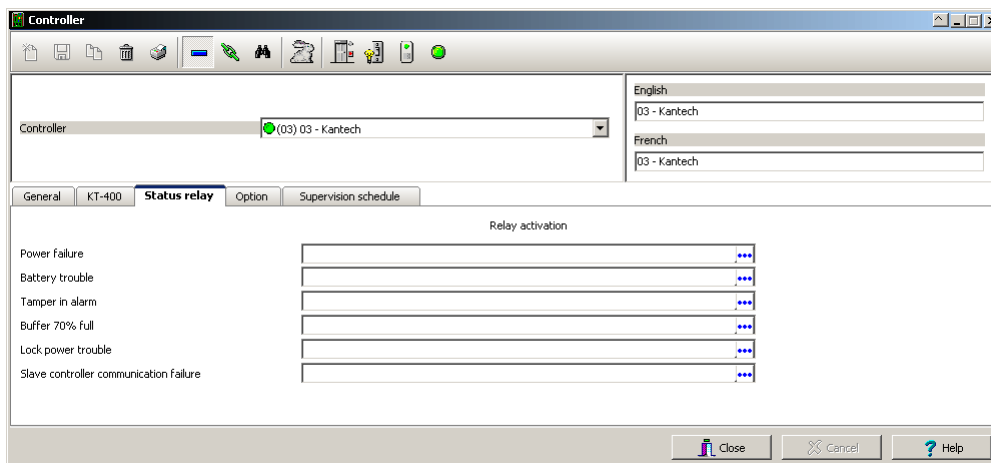 Controller
Controller
(03) 03 - Kantech
English
03 - Kantech
French
03 - Kantech
General
KT-400
Status relay
Option
Supervision schedule
Relay activation
Power failure
Battery trouble
Tamper in alarm
Buffer 70% full
Lock power trouble
Slave controller communication failure
Close
Cancel
? Help